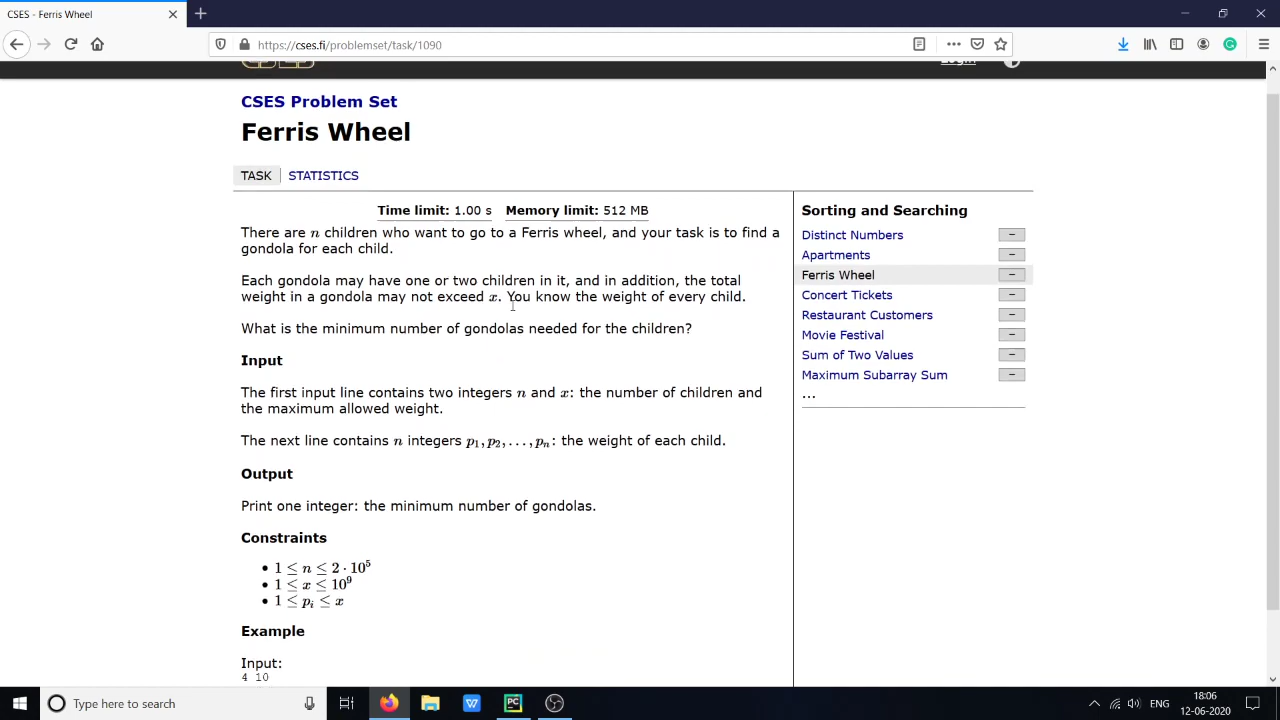 CSES - Ferris Wheel
https://cses.fi/problemset/task/1090
Login
CSES Problem Set
Ferris Wheel
TASK STATISTICS
Time limit: 1.00 s Memory limit: 512 MB
There are n children who want to go to a Ferris wheel, and your task is to find a
gondola for each child.
Each gondola may have one or two children in it, and in addition, the total
weight in a gondola may not exceed x. You know the weight of every child.
What is the minimum number of gondolas needed for the children?
Input
The first input line contains two integers n and x: the number of children and
the maximum allowed weight.
The next line contains n integers p₁, p₂, ..., pₙ: the weight of each child.
Output
Print one integer: the minimum number of gondolas.
Constraints
• 1 ≤ n ≤ 2 · 10⁵
• 1 ≤ x ≤ 10⁹
• 1 ≤ pᵢ ≤ x
Example
Input:
4 10
Sorting and Searching
Distinct Numbers –
Apartments –
Ferris Wheel –
Concert Tickets –
Restaurant Customers –
Movie Festival –
Sum of Two Values –
Maximum Subarray Sum –
...
Type here to search
ENG
18:06
12-06-2020